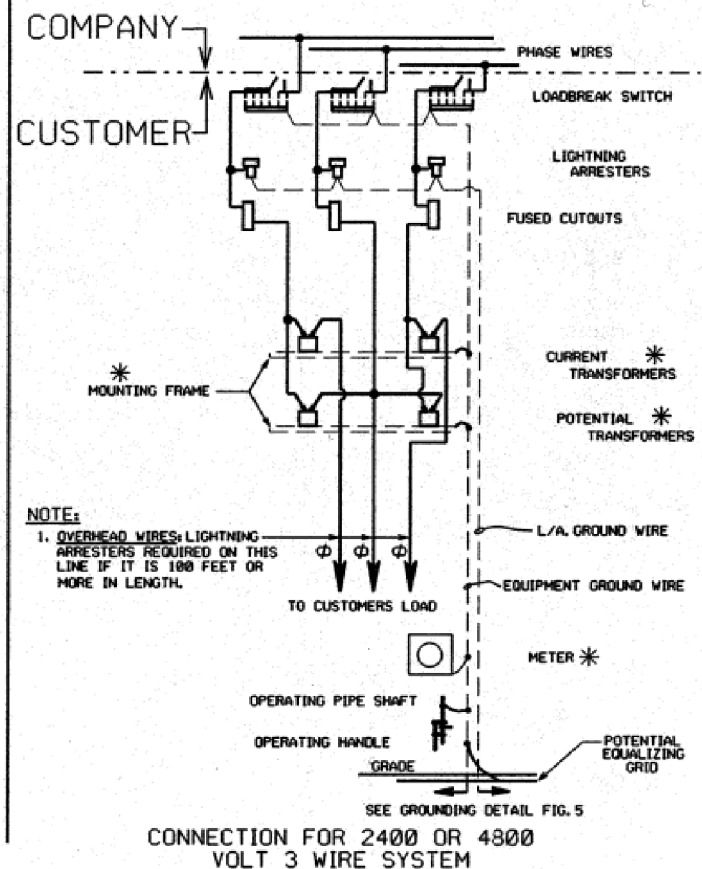 COMPANY
PHASE WIRES
LOADBREAK SWITCH
CUSTOMER
LIGHTNING
ARRESTERS
FUSED CUTOUTS
CURRENT *
TRANSFORMERS
*
MOUNTING FRAME
POTENTIAL *
TRANSFORMERS
NOTE:
1. OVERHEAD WIRES: LIGHTNING
ARRESTERS REQUIRED ON THIS
LINE IF IT IS 100 FEET OR
MORE IN LENGTH.
Ø Ø Ø
L/A. GROUND WIRE
EQUIPMENT GROUND WIRE
TO CUSTOMERS LOAD
METER *
OPERATING PIPE SHAFT
OPERATING HANDLE
POTENTIAL
EQUALIZING
GRID
GRADE
SEE GROUNDING DETAIL FIG. 5
CONNECTION FOR 2400 OR 4800
VOLT 3 WIRE SYSTEM